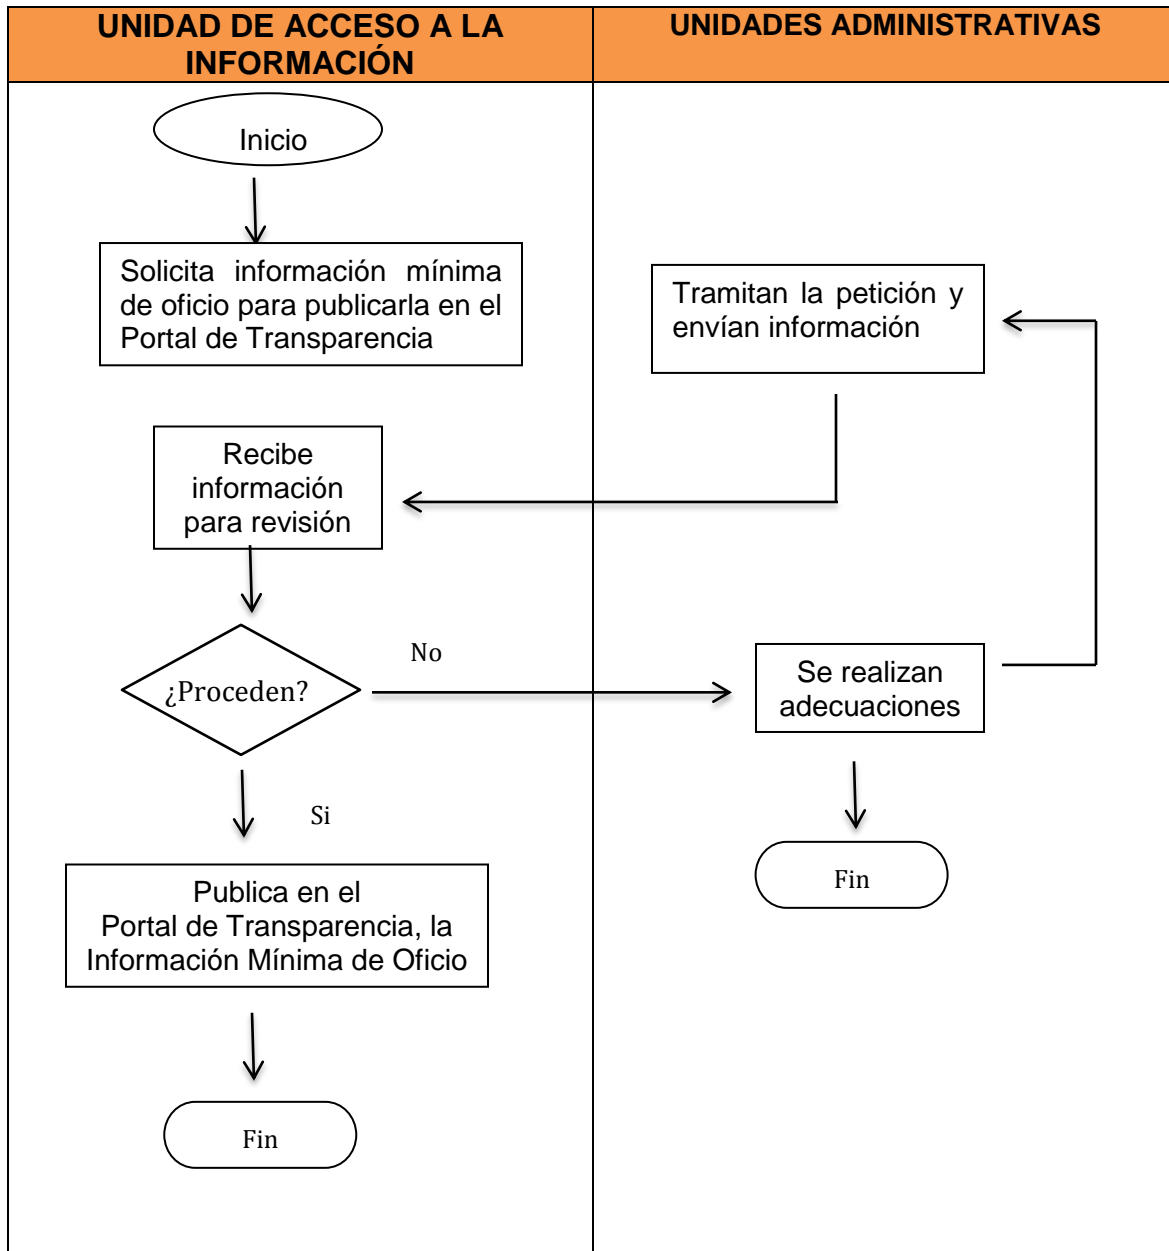 UNIDAD DE ACCESO A LA
INFORMACIÓN
UNIDADES ADMINISTRATIVAS
Inicio
Solicita información mínima
de oficio para publicarla en el
Portal de Transparencia
Tramitan la petición y
envían información
Recibe
información
para revisión
¿Proceden?
No
Se realizan
adecuaciones
Si
Fin
Publica en el
Portal de Transparencia, la
Información Mínima de Oficio
Fin